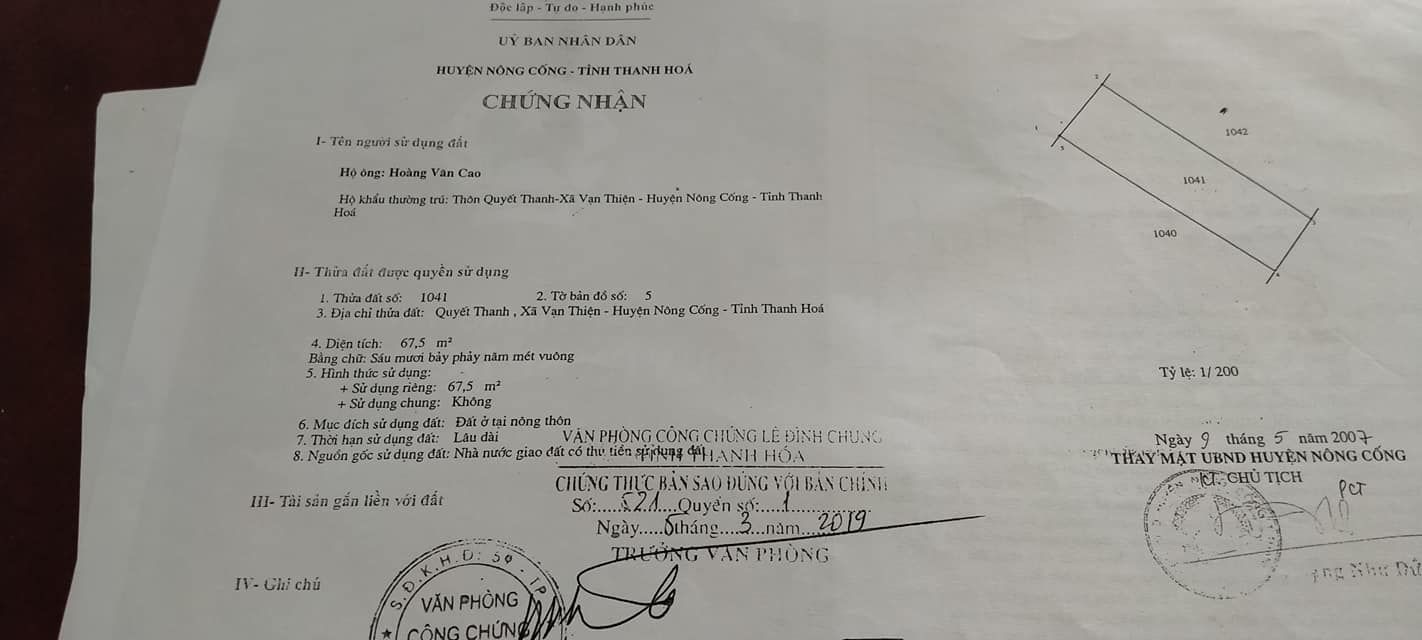 Độc lập - Tự do - Hạnh phúc
UỶ BAN NHÂN DÂN
HUYỆN NÔNG CỐNG - TỈNH THANH HOÁ
CHỨNG NHẬN
I- Tên người sử dụng đất
Hộ ông: Hoàng Văn Cao
Hộ khẩu thường trú: Thôn Quyết Thanh-Xã Vạn Thiện - Huyện Nông Cống - Tỉnh Thanh
Hoá
II- Thửa đất được quyền sử dụng
1. Thửa đất số: 1041 2. Tờ bản đồ số: 5
3. Địa chỉ thửa đất: Quyết Thanh , Xã Vạn Thiện - Huyện Nông Cống - Tỉnh Thanh Hoá
4. Diện tích: 67,5 m²
Bằng chữ: Sáu mươi bảy phảy năm mét vuông
5. Hình thức sử dụng:
+ Sử dụng riêng: 67,5 m²
+ Sử dụng chung: Không
6. Mục đích sử dụng đất: Đất ở tại nông thôn
7. Thời hạn sử dụng đất: Lâu dài
8. Nguồn gốc sử dụng đất: Nhà nước giao đất có thu tiền sử dụng đất
III- Tài sản gắn liền với đất
IV- Ghi chú
VĂN PHÒNG CÔNG CHỨNG LÊ ĐÌNH CHUNG
TỈNH THANH HÓA
CHỨNG THỰC BẢN SAO ĐÚNG VỚI BẢN CHÍNH
Số:.....521....Quyển số:....1
Ngày.....5tháng....3...năm...2019
TRƯỞNG VĂN PHÒNG
S.Đ.K.H.Đ: 59 - TP
VĂN PHÒNG
CÔNG CHỨNG
2
1042
1
3
1041
1040
3
4
Tỷ lệ: 1/ 200
Ngày 9 tháng 5 năm 2007
THAY MẶT UBND HUYỆN NÔNG CỐNG
KT. CHỦ TỊCH
PCT